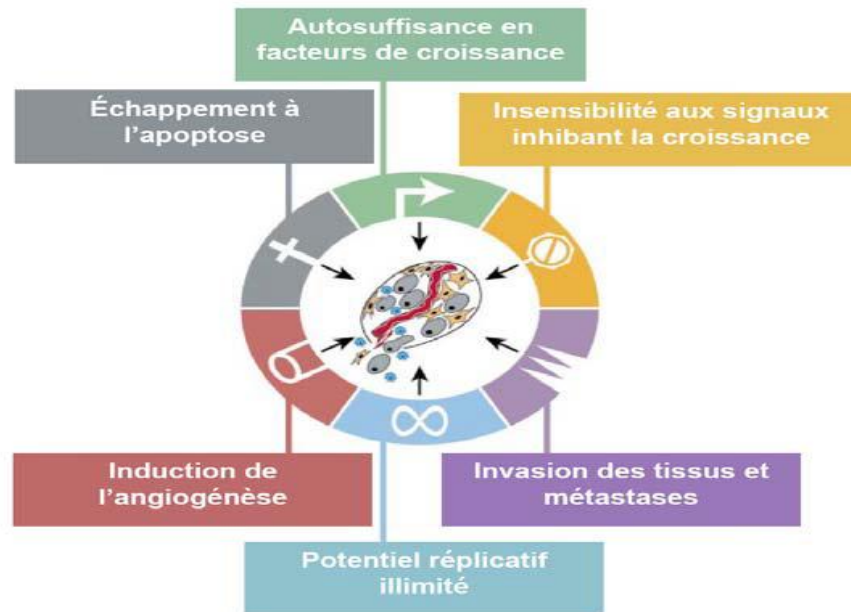 Autosuffisance en
facteurs de croissance
Échappement à
l'apoptose
Insensibilité aux signaux
inhibant la croissance
Induction de
l'angiogénèse
Invasion des tissus et
métastases
Potentiel réplicatif
illimité